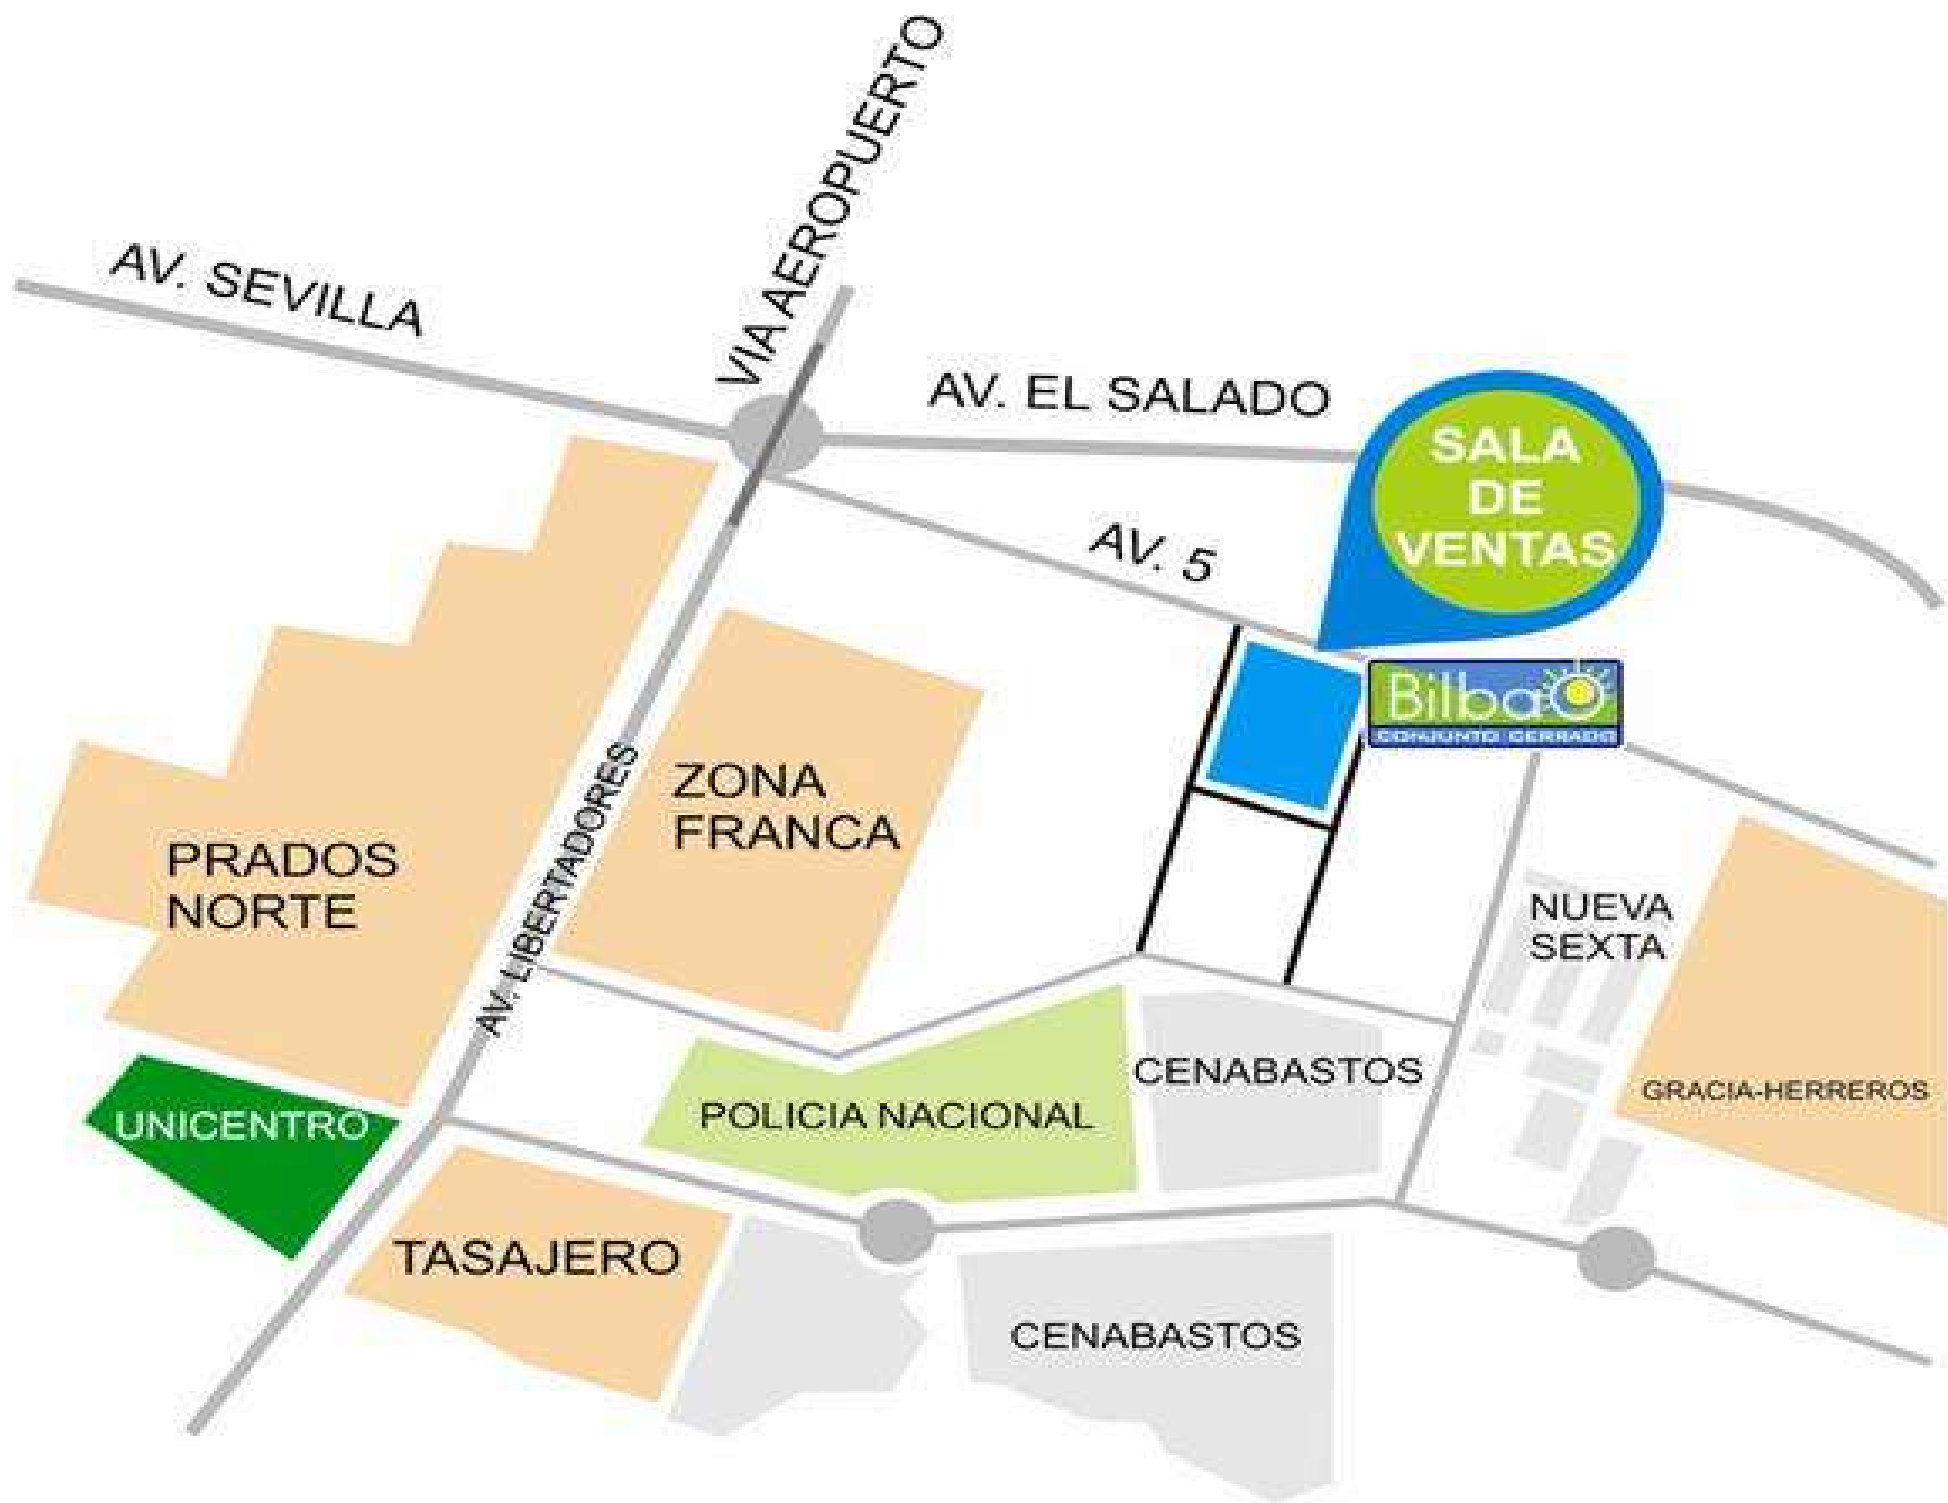 VIA AEROPUERTO
AV. SEVILLA
AV. EL SALADO
SALA
DE
VENTAS
AV. 5
Bilbao
CONJUNTO CERRADO
AV. LIBERTADORES
ZONA
FRANCA
PRADOS
NORTE
NUEVA
SEXTA
CENABASTOS
GRACIA-HERREROS
POLICIA NACIONAL
UNICENTRO
TASAJERO
CENABASTOS